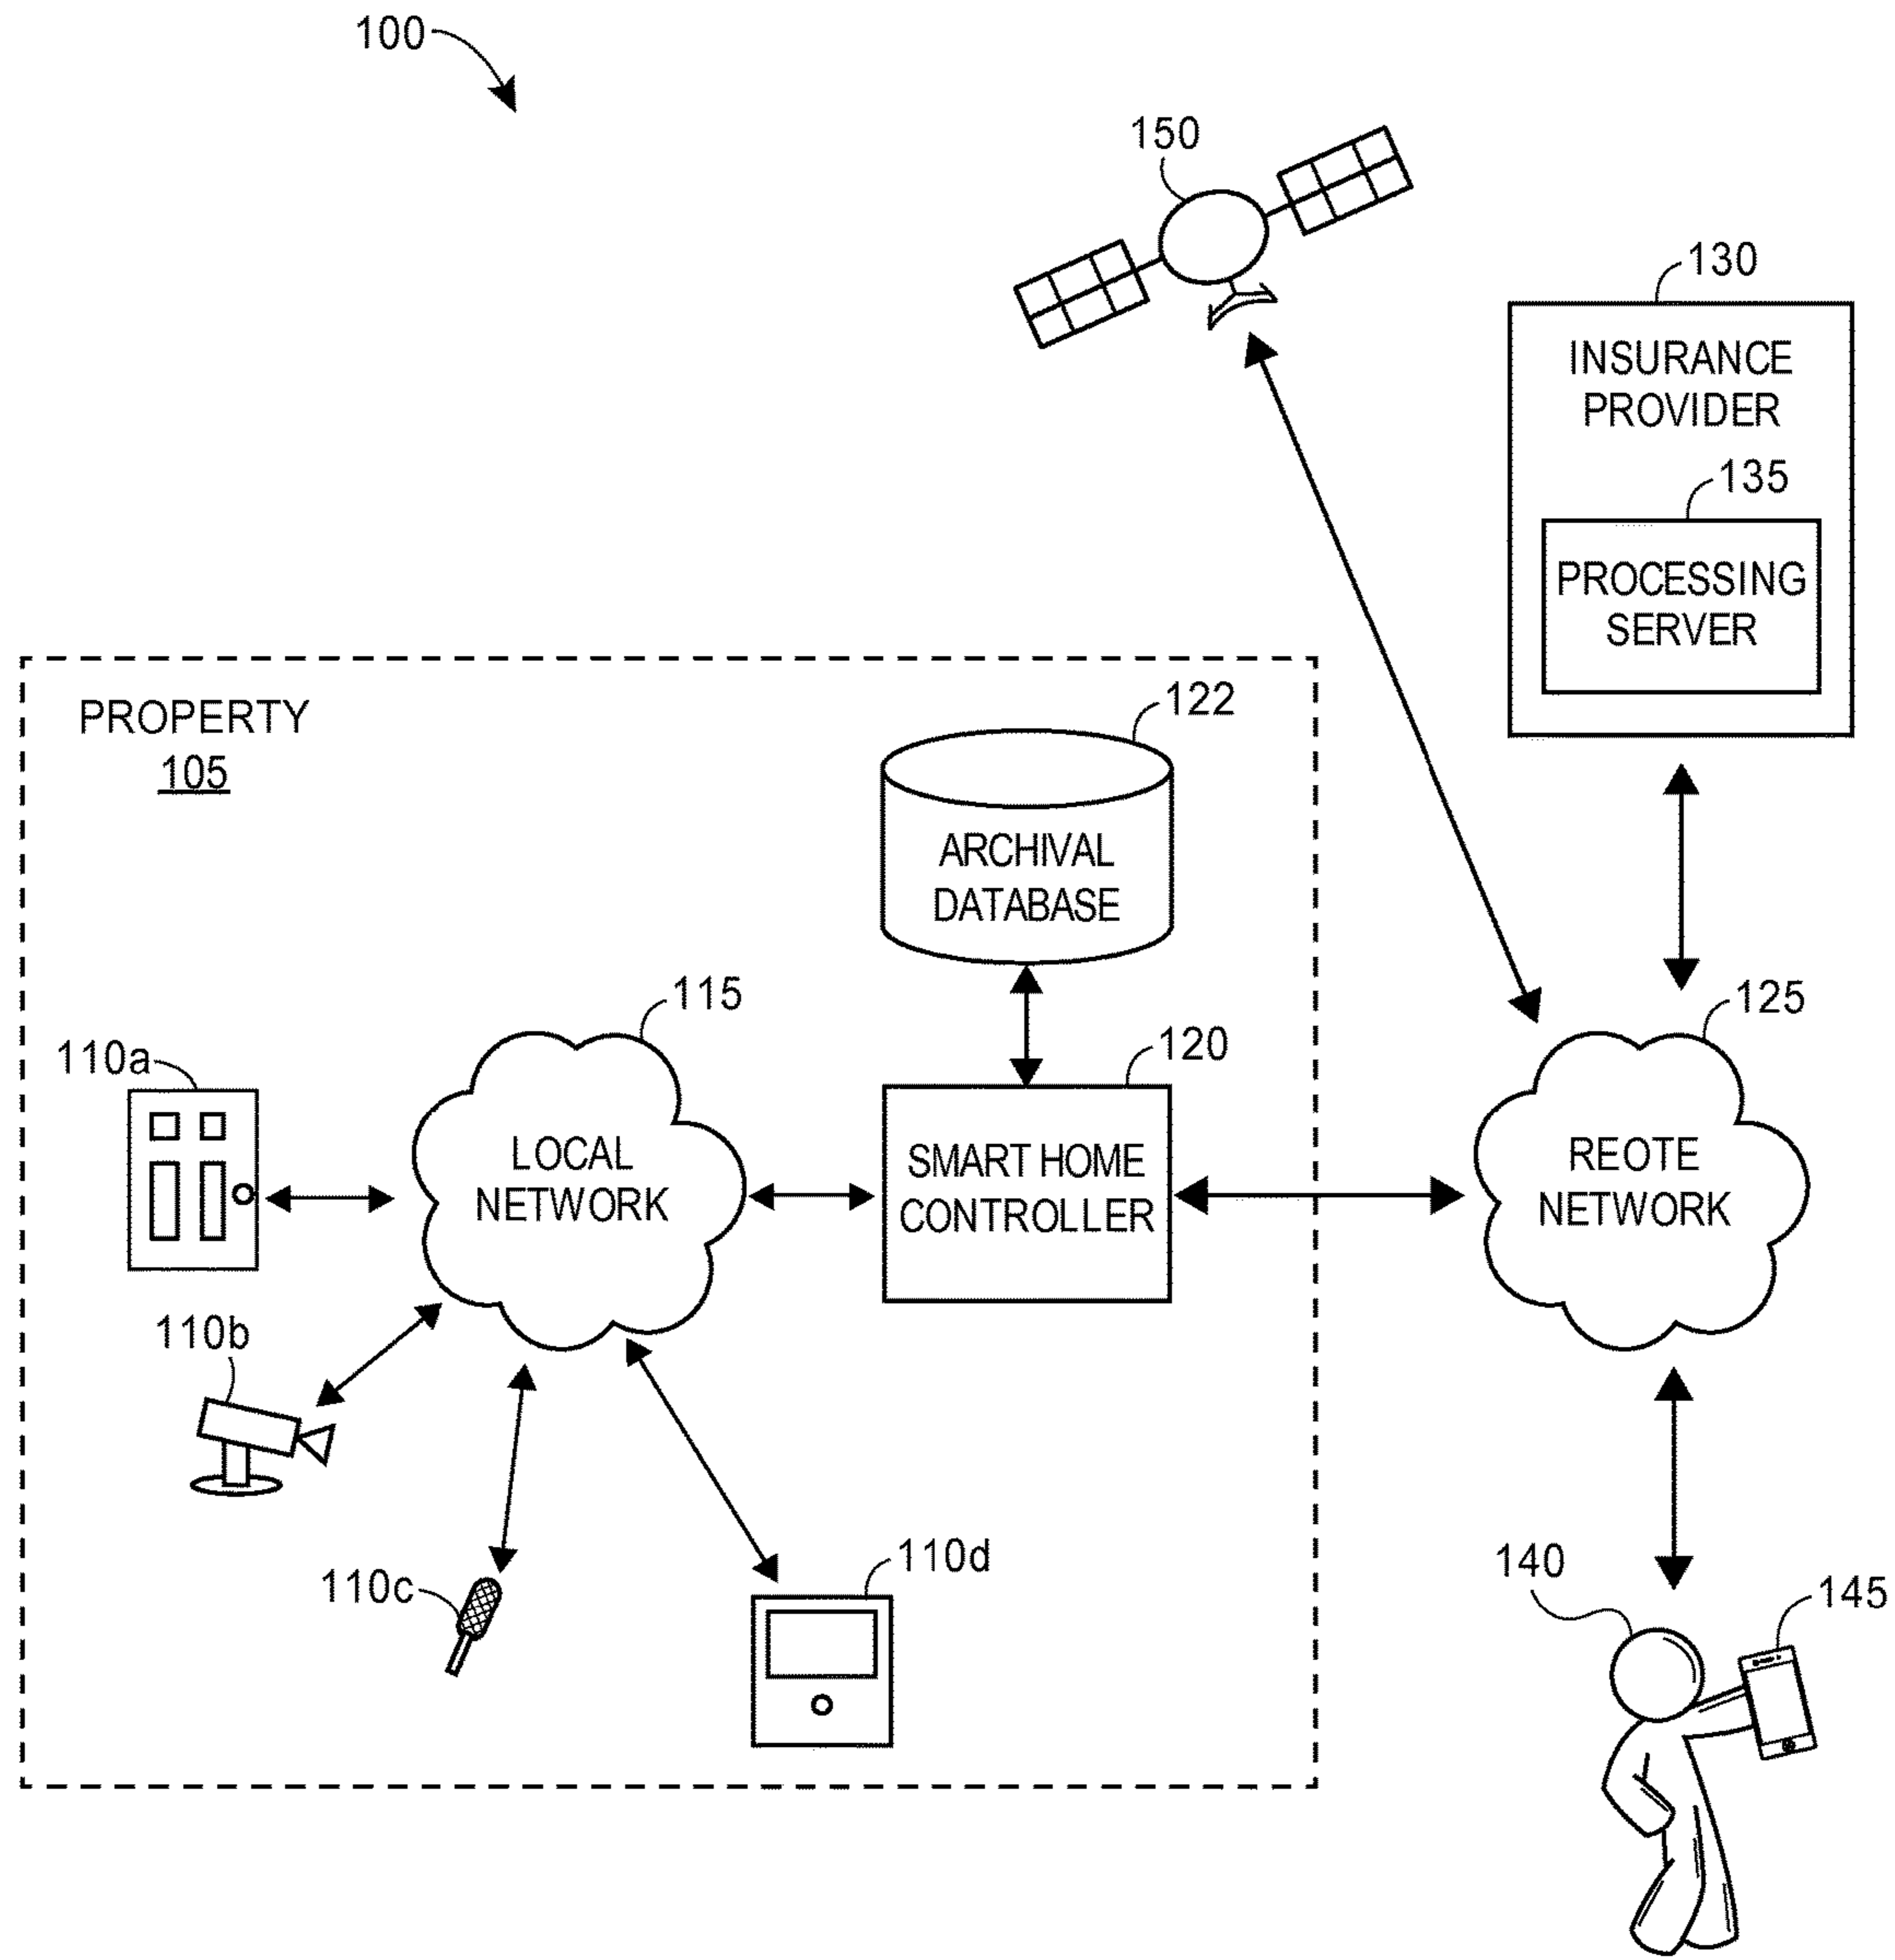 100
150
130
INSURANCE
PROVIDER
135
PROCESSING
SERVER
PROPERTY
105
122
ARCHIVAL
DATABASE
115
125
110a
120
LOCAL
NETWORK
SMART HOME
CONTROLLER
REOTE
NETWORK
110b
110c
110d
140
145